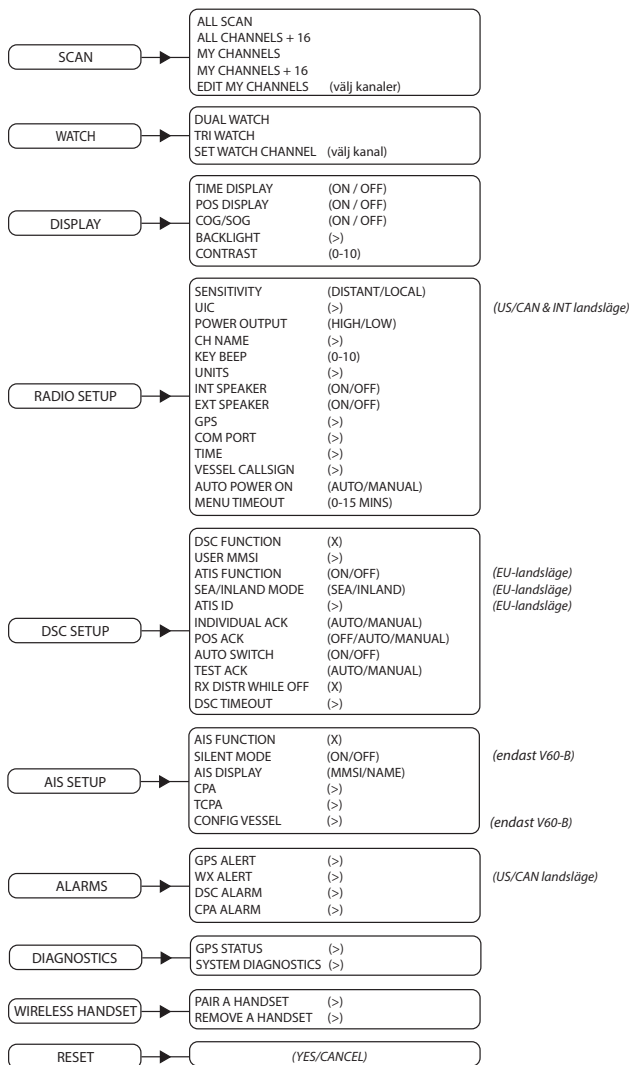 SCAN
ALL SCAN
ALL CHANNELS + 16
MY CHANNELS
MY CHANNELS + 16
EDIT MY CHANNELS (välj kanaler)
WATCH
DUAL WATCH
TRI WATCH
SET WATCH CHANNEL (välj kanal)
DISPLAY
TIME DISPLAY (ON / OFF)
POS DISPLAY (ON / OFF)
COG/SOG (ON / OFF)
BACKLIGHT (>)
CONTRAST (0-10)
RADIO SETUP
SENSITIVITY (DISTANT/LOCAL)
UIC (>) (US/CAN & INT landsläge)
POWER OUTPUT (HIGH/LOW)
CH NAME (>)
KEY BEEP (0-10)
UNITS (>)
INT SPEAKER (ON/OFF)
EXT SPEAKER (ON/OFF)
GPS (>)
COM PORT (>)
TIME (>)
VESSEL CALLSIGN (>)
AUTO POWER ON (AUTO/MANUAL)
MENU TIMEOUT (0-15 MINS)
DSC SETUP
DSC FUNCTION (X)
USER MMSI (>)
ATIS FUNCTION (ON/OFF) (EU-landsläge)
SEA/INLAND MODE (SEA/INLAND) (EU-landsläge)
ATIS ID (>) (EU-landsläge)
INDIVIDUAL ACK (AUTO/MANUAL)
POS ACK (OFF/AUTO/MANUAL)
AUTO SWITCH (ON/OFF)
TEST ACK (AUTO/MANUAL)
RX DISTR WHILE OFF (X)
DSC TIMEOUT (>)
AIS SETUP
AIS FUNCTION (X)
SILENT MODE (ON/OFF) (endast V60-B)
AIS DISPLAY (MMSI/NAME)
CPA (>)
TCPA (>)
CONFIG VESSEL (>) (endast V60-B)
ALARMS
GPS ALERT (>)
WX ALERT (>) (US/CAN landsläge)
DSC ALARM (>)
CPA ALARM (>)
DIAGNOSTICS
GPS STATUS (>)
SYSTEM DIAGNOSTICS (>)
WIRELESS HANDSET
PAIR A HANDSET (>)
REMOVE A HANDSET (>)
RESET
(YES/CANCEL)